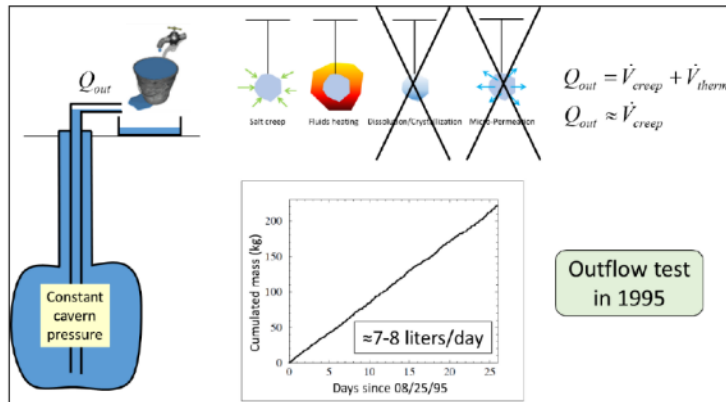 Q_out
Salt creep
Fluids heating
Dissolution/Crystallization
Micro-Permeation
Q_out = V̇_creep + V̇_therm
Q_out ≈ V̇_creep
Constant
cavern
pressure
Cumulated mass (kg)
200
150
100
50
0
≈7-8 liters/day
0
5
10
15
20
25
Days since 08/25/95
Outflow test
in 1995